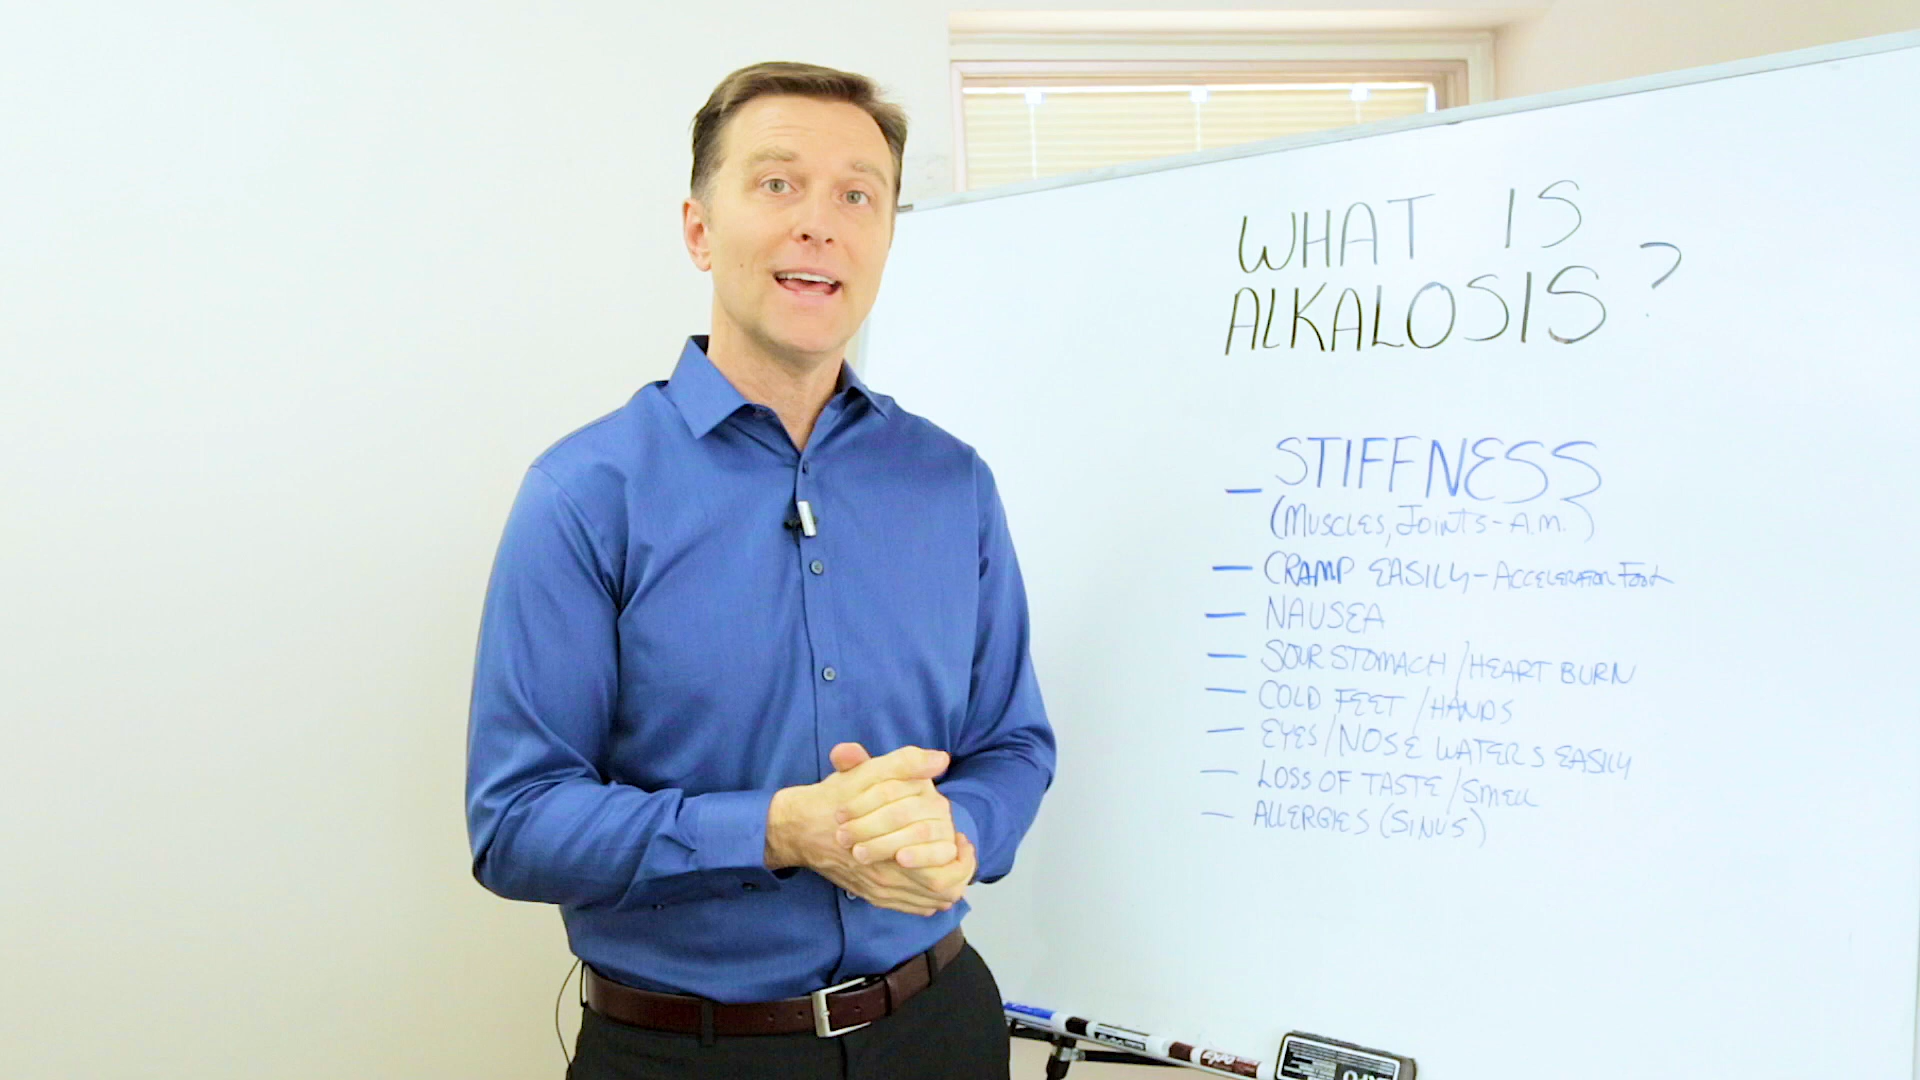 WHAT IS
ALKALOSIS?
- STIFFNESS
(MUSCLES, JOINTS - A.M.)
- CRAMP EASILY - ACCELERATION FOOT
- NAUSEA
- SOUR STOMACH / HEART BURN
- COLD FEET / HANDS
- EYES / NOSE WATERS EASILY
- LOSS OF TASTE / SMELL
- ALLERGIES (SINUS)
EXPO